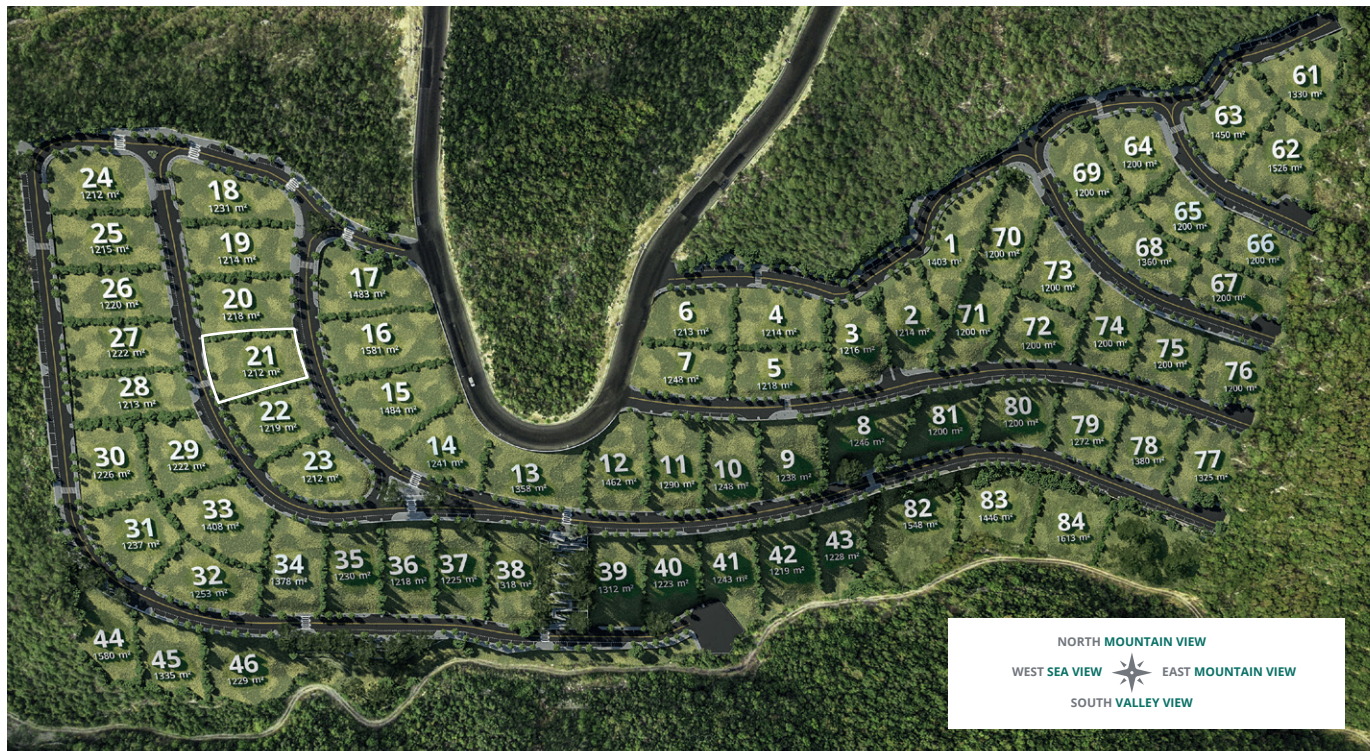 61
1330 m²
63
1450 m²
62
1526 m²
64
1200 m²
69
1200 m²
65
1200 m²
66
1200 m²
68
1360 m²
67
1200 m²
24
1212 m²
18
1231 m²
25
1215 m²
19
1214 m²
17
1483 m²
26
1220 m²
20
1218 m²
16
1581 m²
27
1222 m²
21
1212 m²
28
1213 m²
15
1484 m²
22
1219 m²
30
1226 m²
29
1222 m²
23
1212 m²
14
1241 m²
13
1358 m²
1
1403 m²
70
1200 m²
73
1200 m²
6
1213 m²
4
1214 m²
3
1216 m²
2
1214 m²
71
1200 m²
72
1200 m²
74
1200 m²
75
1200 m²
76
1200 m²
7
1248 m²
5
1218 m²
12
1462 m²
11
1290 m²
10
1248 m²
9
1238 m²
8
1246 m²
81
1200 m²
80
1200 m²
79
1272 m²
78
1380 m²
77
1325 m²
31
1237 m²
33
1408 m²
32
1253 m²
34
1378 m²
35
1230 m²
36
1218 m²
37
1225 m²
38
1318 m²
39
1312 m²
40
1223 m²
41
1243 m²
42
1219 m²
43
1228 m²
82
1548 m²
83
1446 m²
84
1613 m²
44
1580 m²
45
1335 m²
46
1229 m²
NORTH MOUNTAIN VIEW
WEST SEA VIEW EAST MOUNTAIN VIEW
SOUTH VALLEY VIEW